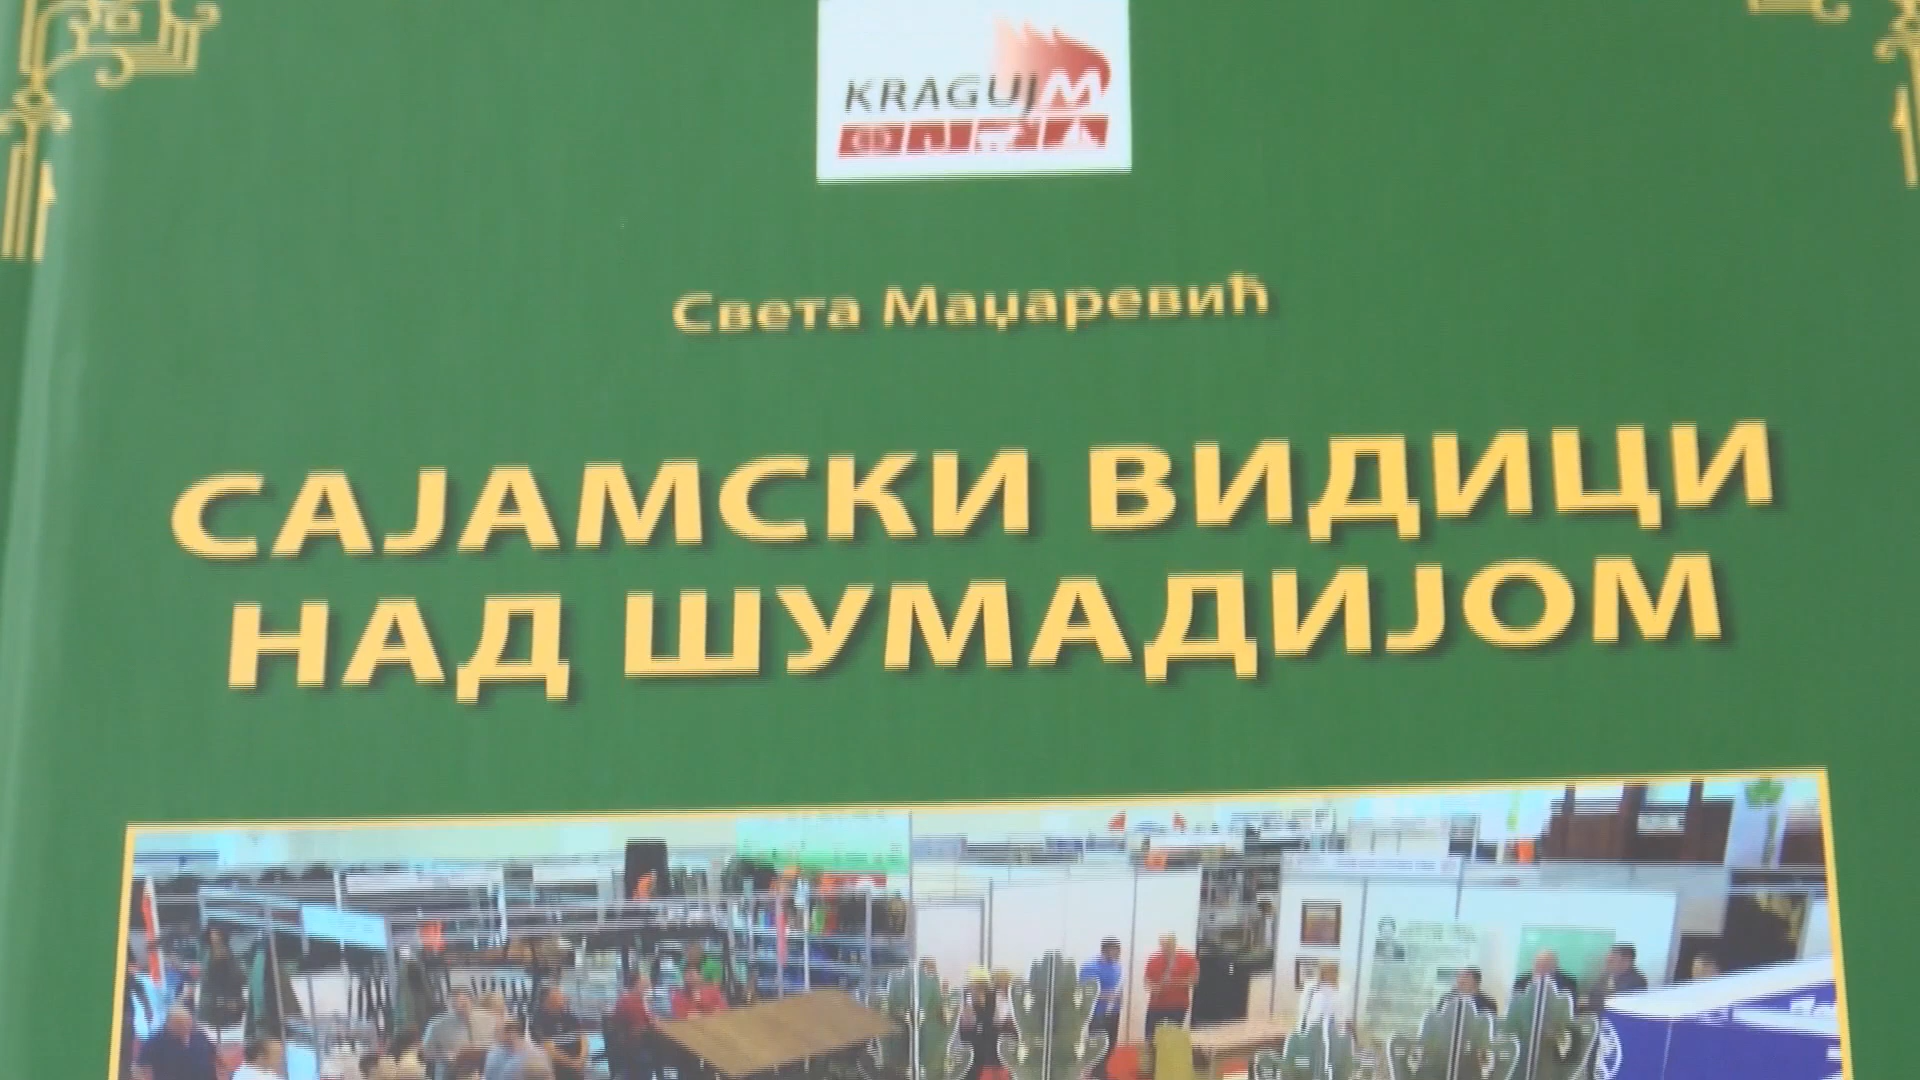 KRAGUJ
Света Маџаревић
САЈАМСКИ ВИДИЦИ
НАД ШУМАДИЈОМ